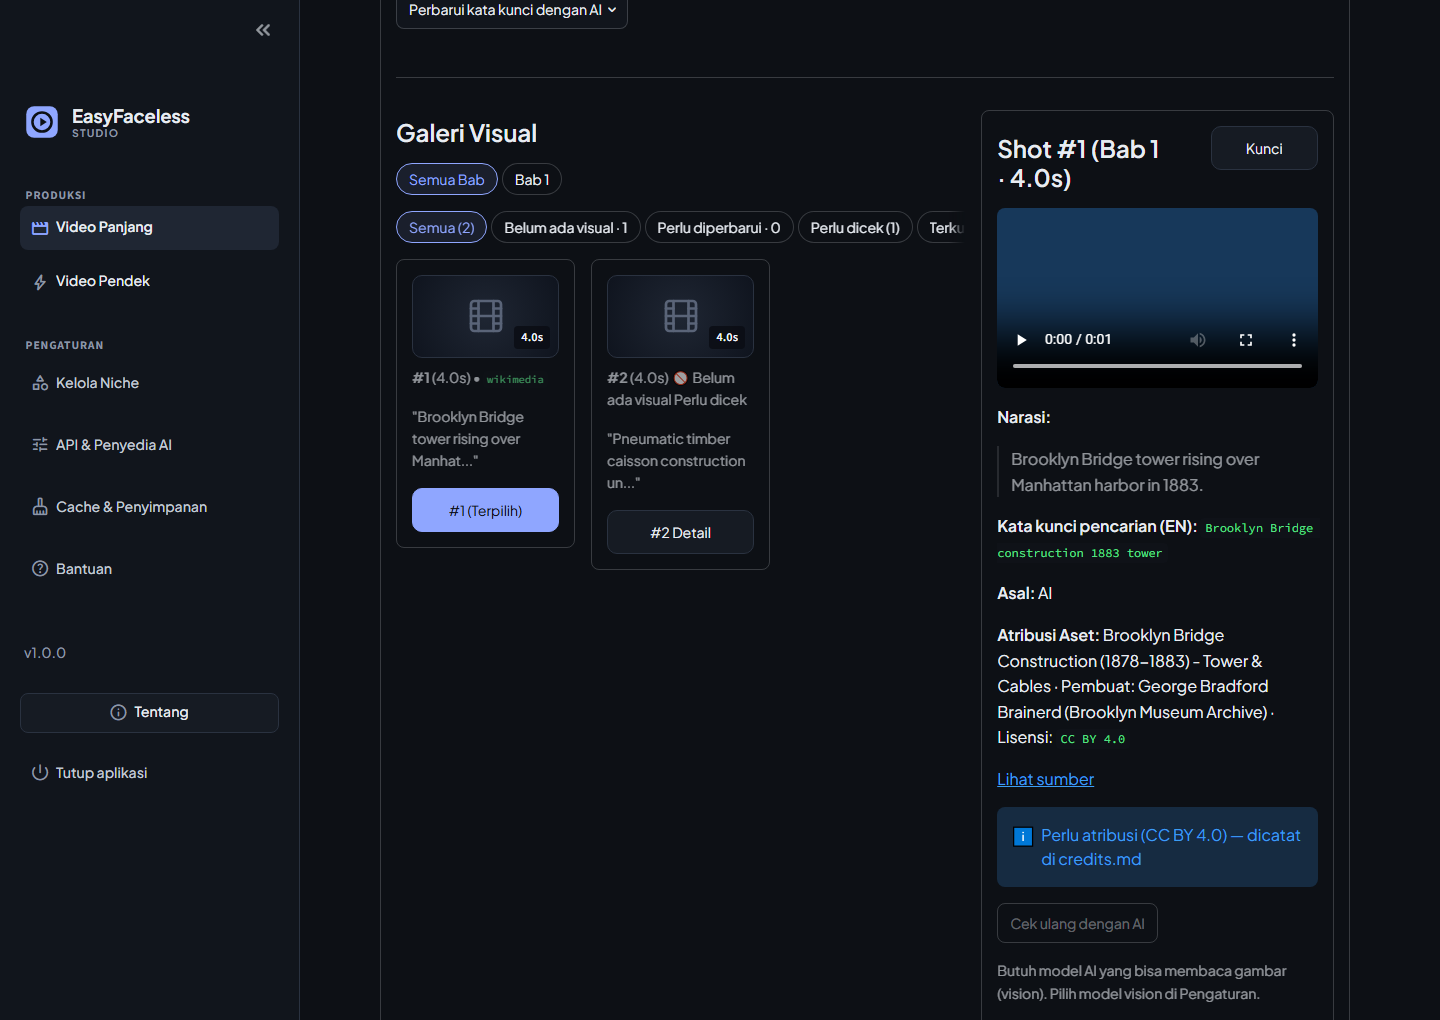 Perbarui kata kunci dengan AI
EasyFaceless
STUDIO
PRODUKSI
Video Panjang
Video Pendek
PENGATURAN
Kelola Niche
API & Penyedia AI
Cache & Penyimpanan
Bantuan
v1.0.0
Tentang
Tutup aplikasi
Galeri Visual
Semua Bab
Bab 1
Semua (2)
Belum ada visual · 1
Perlu diperbarui · 0
Perlu dicek (1)
Terku
4.0s
#1 (4.0s) • wikimedia
"Brooklyn Bridge
tower rising over
Manhat..."
#1 (Terpilih)
4.0s
#2 (4.0s) 🚫 Belum
ada visual Perlu dicek
"Pneumatic timber
caisson construction
un..."
#2 Detail
Shot #1 (Bab 1
· 4.0s)
Kunci
0:00 / 0:01
Narasi:
Brooklyn Bridge tower rising over
Manhattan harbor in 1883.
Kata kunci pencarian (EN): Brooklyn Bridge
construction 1883 tower
Asal: AI
Atribusi Aset: Brooklyn Bridge
Construction (1878–1883) - Tower &
Cables · Pembuat: George Bradford
Brainerd (Brooklyn Museum Archive) ·
Lisensi: CC BY 4.0
Lihat sumber
ℹ️ Perlu atribusi (CC BY 4.0) — dicatat
di credits.md
Cek ulang dengan AI
Butuh model AI yang bisa membaca gambar
(vision). Pilih model vision di Pengaturan.